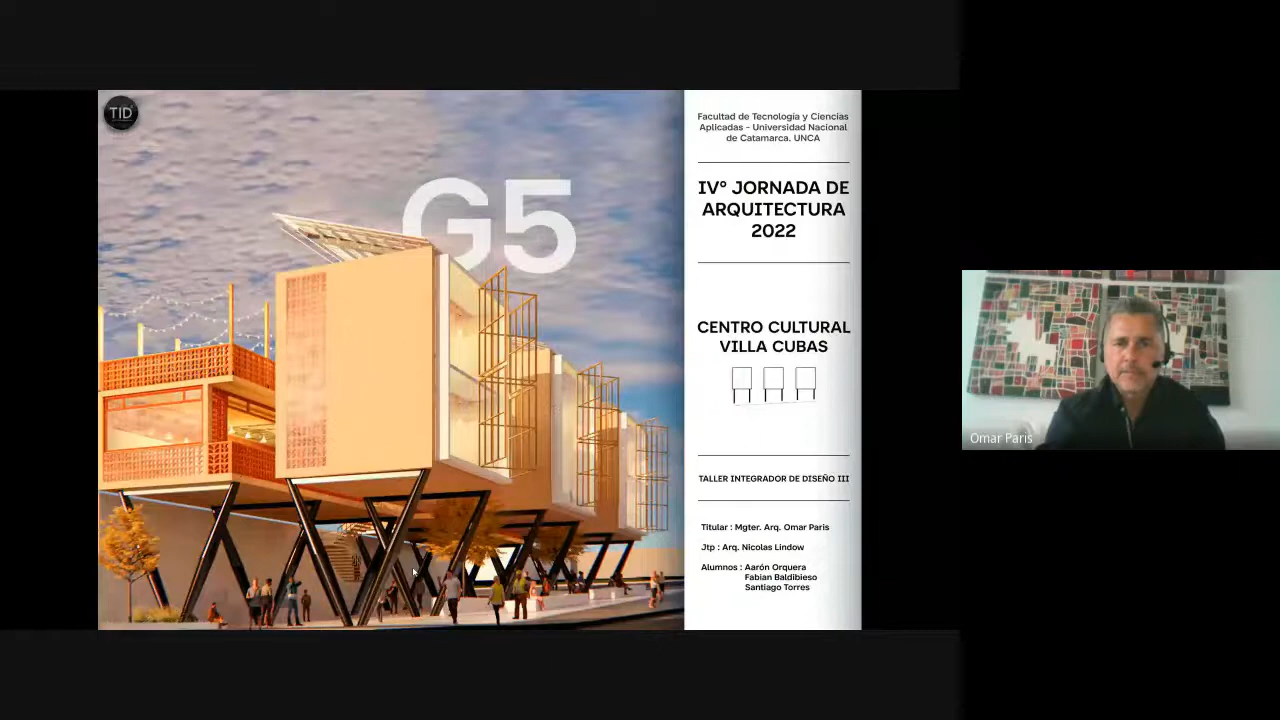 TID
G5
Facultad de Tecnología y Ciencias
Aplicadas - Universidad Nacional
de Catamarca. UNCA
IV° JORNADA DE
ARQUITECTURA
2022
CENTRO CULTURAL
VILLA CUBAS
TALLER INTEGRADOR DE DISEÑO III
Titular : Mgter. Arq. Omar Paris
Jtp : Arq. Nicolas Lindow
Alumnos : Aarón Orquera
Fabian Baldibieso
Santiago Torres
Omar Paris